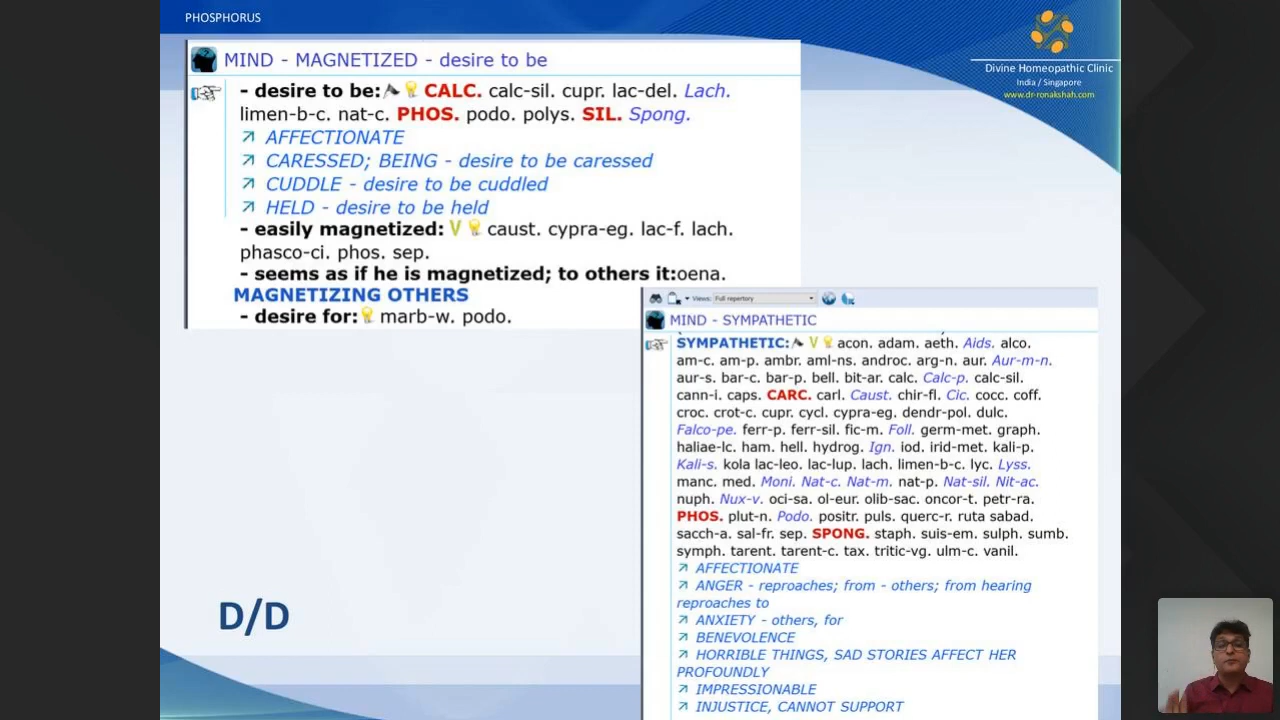 PHOSPHORUS
Divine Homeopathic Clinic
India / Singapore
www.dr-ronakshah.com
MIND - MAGNETIZED - desire to be
- desire to be: CALC. calc-sil. cupr. lac-del. Lach.
limen-b-c. nat-c. PHOS. podo. polys. SIL. Spong.
AFFECTIONATE
CARESSED; BEING - desire to be caressed
CUDDLE - desire to be cuddled
HELD - desire to be held
- easily magnetized: V caust. cypra-eg. lac-f. lach.
phasco-ci. phos. sep.
- seems as if he is magnetized; to others it:oena.
MAGNETIZING OTHERS
- desire for: marb-w. podo.
Views: Full repertory
MIND - SYMPATHETIC
SYMPATHETIC: V acon. adam. aeth. Aids. alco.
am-c. am-p. ambr. aml-ns. androc. arg-n. aur. Aur-m-n.
aur-s. bar-c. bar-p. bell. bit-ar. calc. Calc-p. calc-sil.
cann-i. caps. CARC. carl. Caust. chir-fl. Cic. cocc. coff.
croc. crot-c. cupr. cycl. cypra-eg. dendr-pol. dulc.
Falco-pe. ferr-p. ferr-sil. fic-m. Foll. germ-met. graph.
haliae-lc. ham. hell. hydrog. Ign. iod. irid-met. kali-p.
Kali-s. kola lac-leo. lac-lup. lach. limen-b-c. lyc. Lyss.
manc. med. Moni. Nat-c. Nat-m. nat-p. Nat-sil. Nit-ac.
nuph. Nux-v. oci-sa. ol-eur. olib-sac. oncor-t. petr-ra.
PHOS. plut-n. Podo. positr. puls. querc-r. ruta sabad.
sacch-a. sal-fr. sep. SPONG. staph. suis-em. sulph. sumb.
symph. tarent. tarent-c. tax. tritic-vg. ulm-c. vanil.
AFFECTIONATE
ANGER - reproaches; from - others; from hearing
reproaches to
ANXIETY - others, for
BENEVOLENCE
HORRIBLE THINGS, SAD STORIES AFFECT HER
PROFOUNDLY
IMPRESSIONABLE
INJUSTICE, CANNOT SUPPORT
D/D